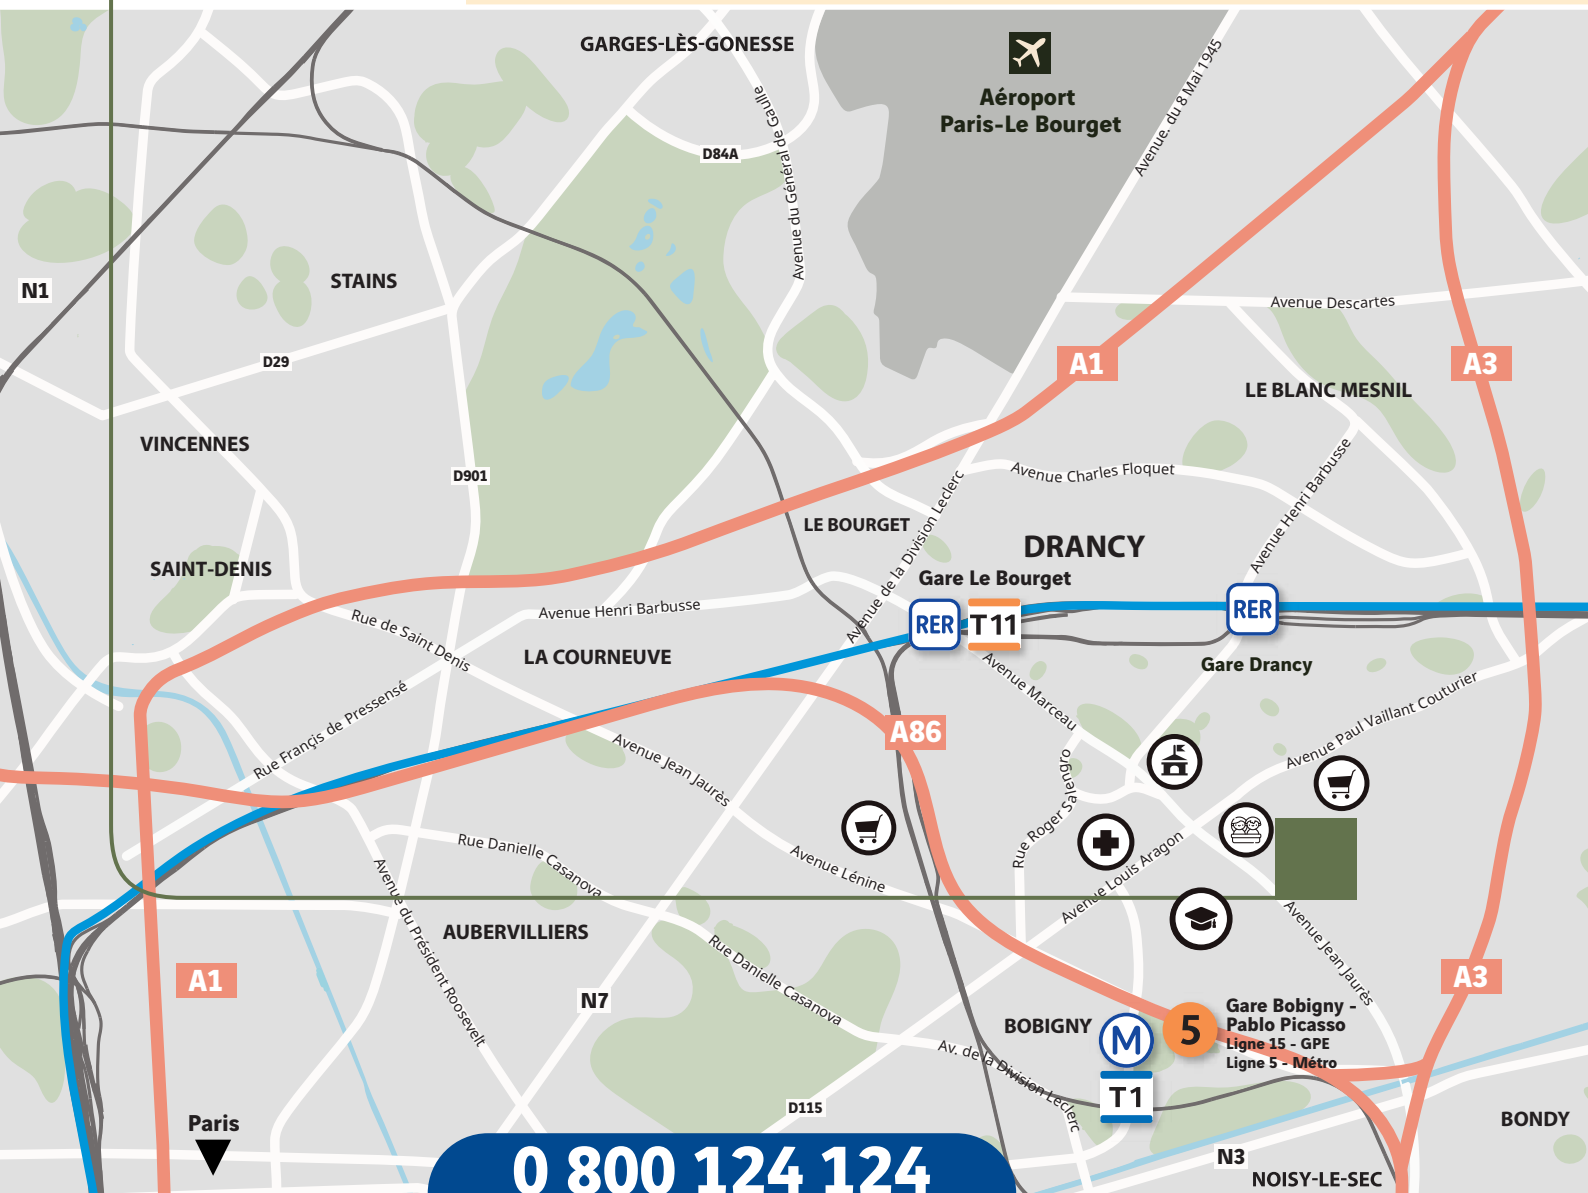 GARGES-LÈS-GONESSE
Aéroport
Paris-Le Bourget
Avenue. du 8 Mai 1945
Avenue du Général de Gaulle
D84A
STAINS
N1
D29
Avenue Descartes
A1
A3
LE BLANC MESNIL
VINCENNES
D901
Avenue Charles Floquet
Avenue Henri Barbusse
LE BOURGET
Avenue de la Division Leclerc
DRANCY
SAINT-DENIS
Gare Le Bourget
RER
T11
RER
Avenue Henri Barbusse
Rue de Saint Denis
LA COURNEUVE
Gare Drancy
Avenue Marceau
Rue Françis de Pressensé
A86
Avenue Paul Vaillant Couturier
Avenue Jean Jaurès
Rue Roger Salengro
Rue Danielle Casanova
Avenue Lénine
Avenue Louis Aragon
Avenue du Président Roosevelt
AUBERVILLIERS
Avenue Jean Jaurès
Rue Danielle Casanova
A1
N7
A3
BOBIGNY
M
5
Gare Bobigny -
Pablo Picasso
Ligne 15 - GPE
Ligne 5 - Métro
Av. de la Division Leclerc
T1
D115
Paris
BONDY
N3
NOISY-LE-SEC
0 800 124 124